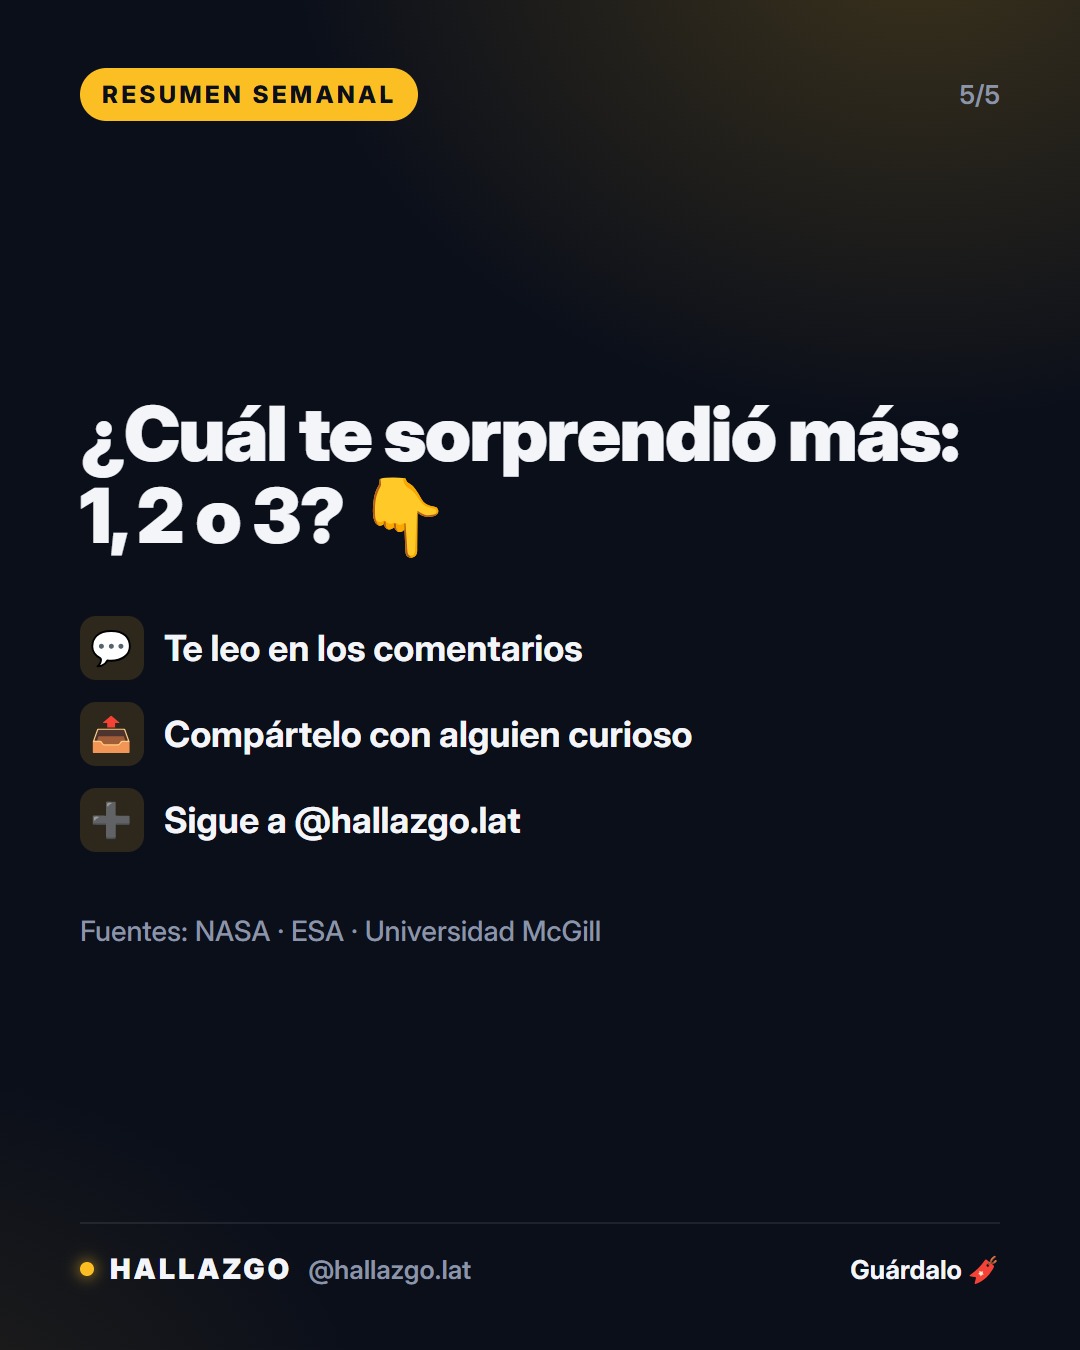 RESUMEN SEMANAL
5/5
¿Cuál te sorprendió más:
1, 2 o 3? 👇
Te leo en los comentarios
Compártelo con alguien curioso
Sigue a @hallazgo.lat
Fuentes: NASA · ESA · Universidad McGill
HALLAZGO @hallazgo.lat
Guárdalo 🔖